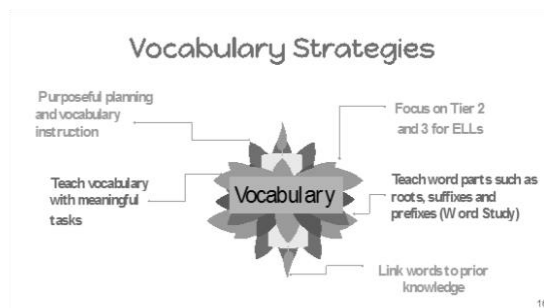 Vocabulary Strategies
Purposeful planning
and vocabulary
instruction
Focus on Tier 2
and 3 for ELLs
Teach vocabulary
with meaningful
tasks
Vocabulary
Teach word parts such as
roots, suffixes and
prefixes (W ord Study)
Link words to prior
knowledge